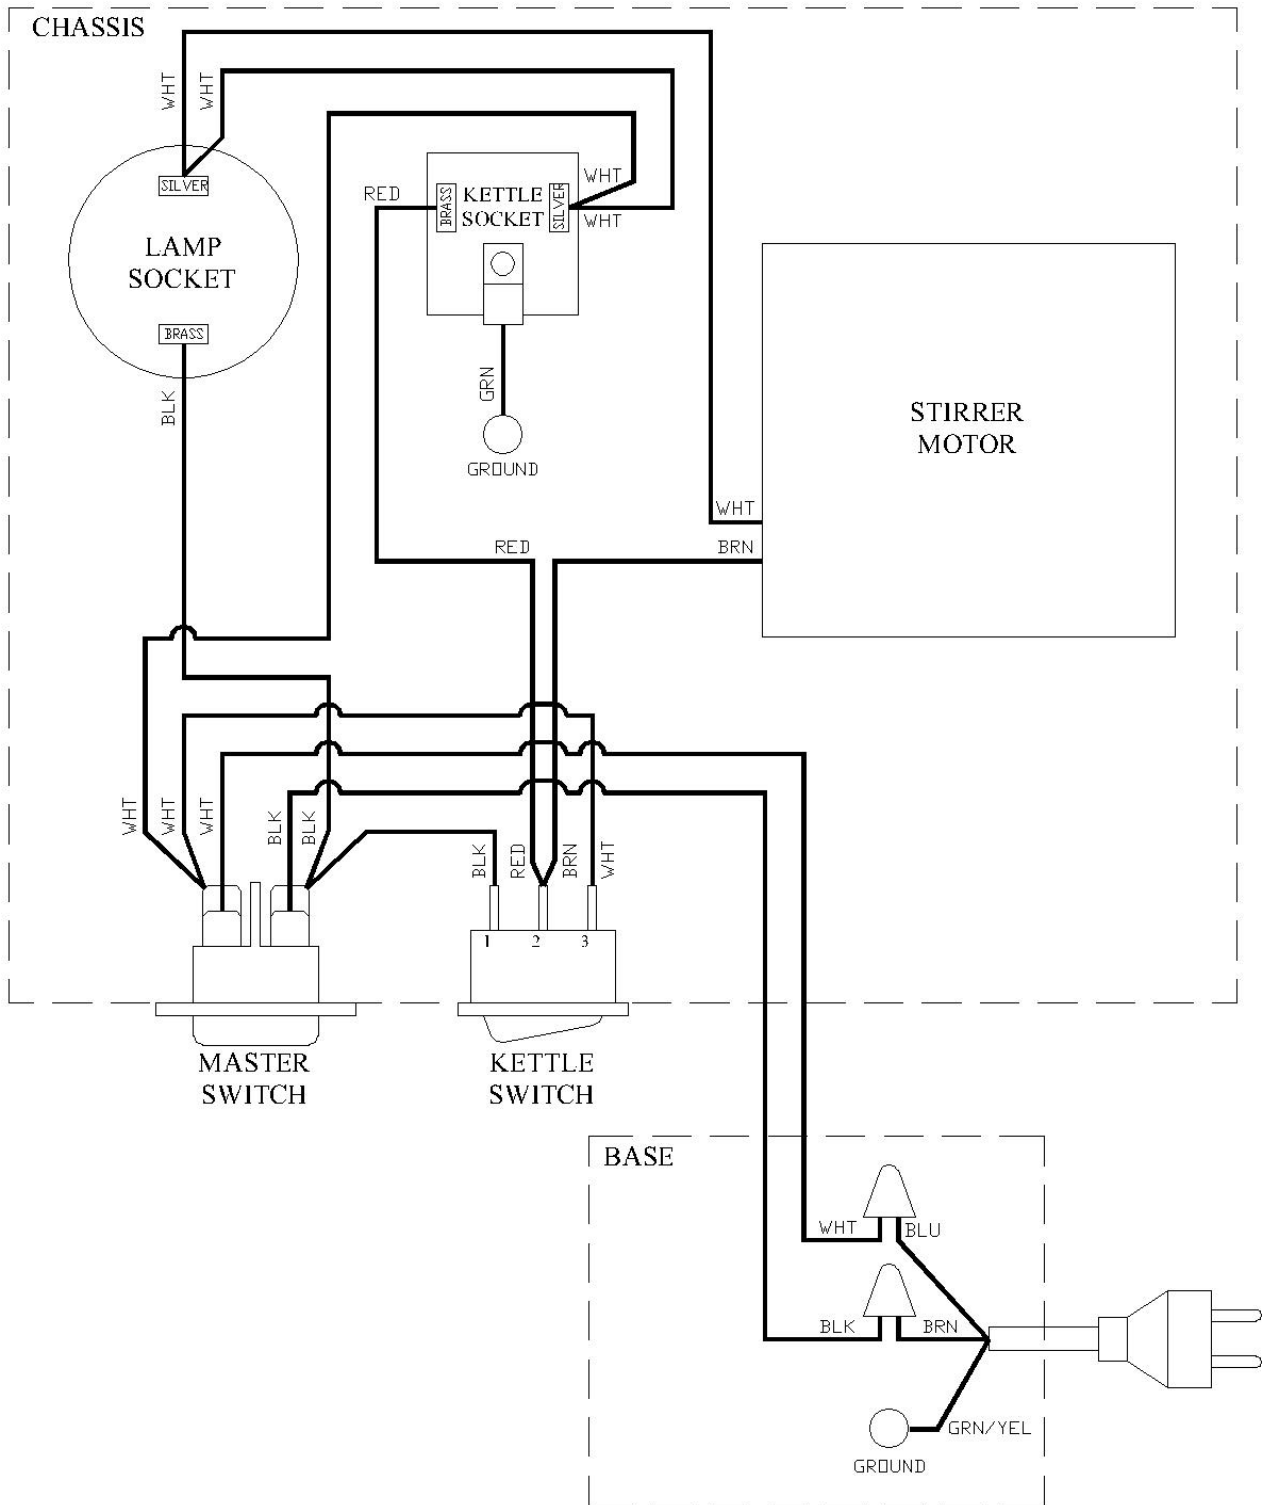 CHASSIS
WHT
WHT
SILVER
LAMP
SOCKET
BRASS
BLK
RED
BRASS
KETTLE
SOCKET
SILVER
WHT
WHT
GRN
GROUND
STIRRER
MOTOR
WHT
BRN
RED
WHT
WHT
WHT
BLK
BLK
BLK
RED
BRN
WHT
1
2
3
MASTER
SWITCH
KETTLE
SWITCH
BASE
WHT
BLU
BLK
BRN
GRN/YEL
GROUND